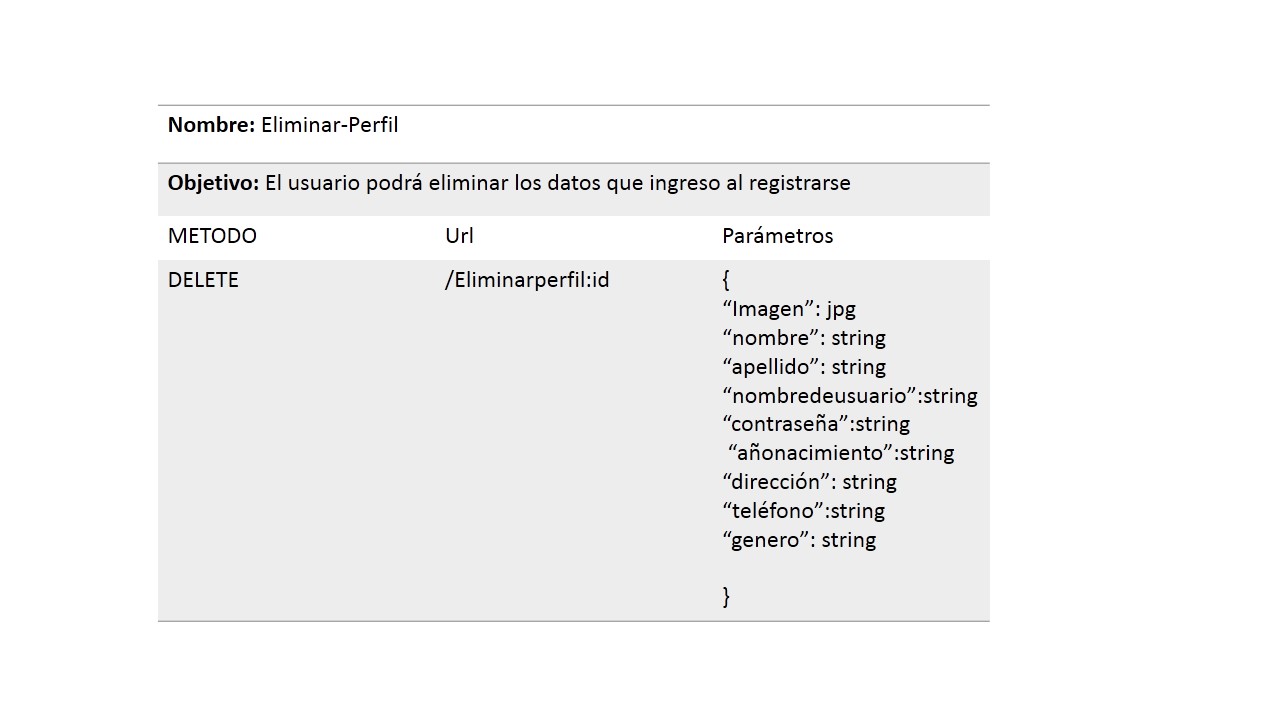 Nombre: Eliminar-Perfil
Objetivo: El usuario podrá eliminar los datos que ingreso al registrarse
METODO Url Parámetros
DELETE /Eliminarperfil:id {
“Imagen”: jpg
“nombre”: string
“apellido”: string
“nombredeusuario”:string
“contraseña”:string
“añonacimiento”:string
“dirección”: string
“teléfono”:string
“genero”: string
}